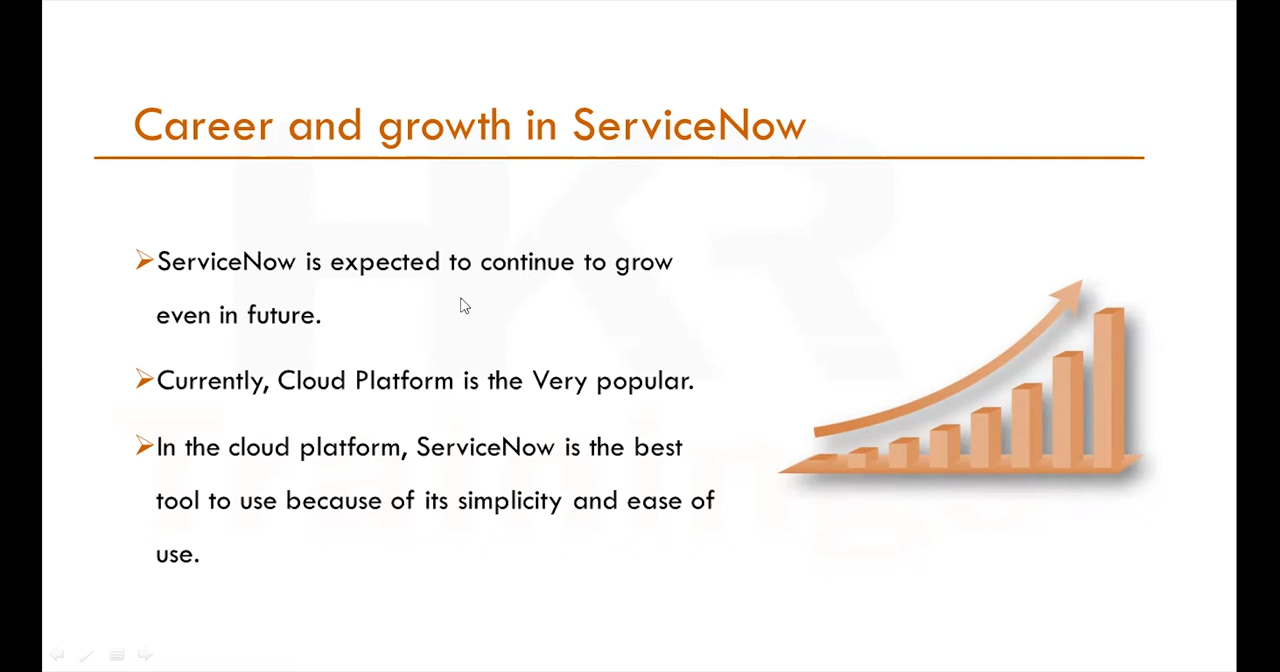 Career and growth in ServiceNow
HKR
Training
ServiceNow is expected to continue to grow
even in future.
Currently, Cloud Platform is the Very popular.
In the cloud platform, ServiceNow is the best
tool to use because of its simplicity and ease of
use.